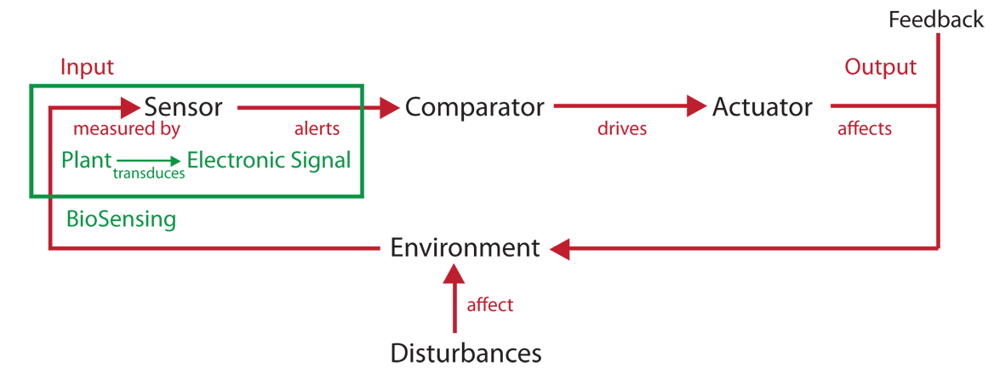 Feedback
Input
Output
Sensor
Comparator
Actuator
measured by
alerts
drives
affects
Plant
transduces
Electronic Signal
BioSensing
Environment
affect
Disturbances